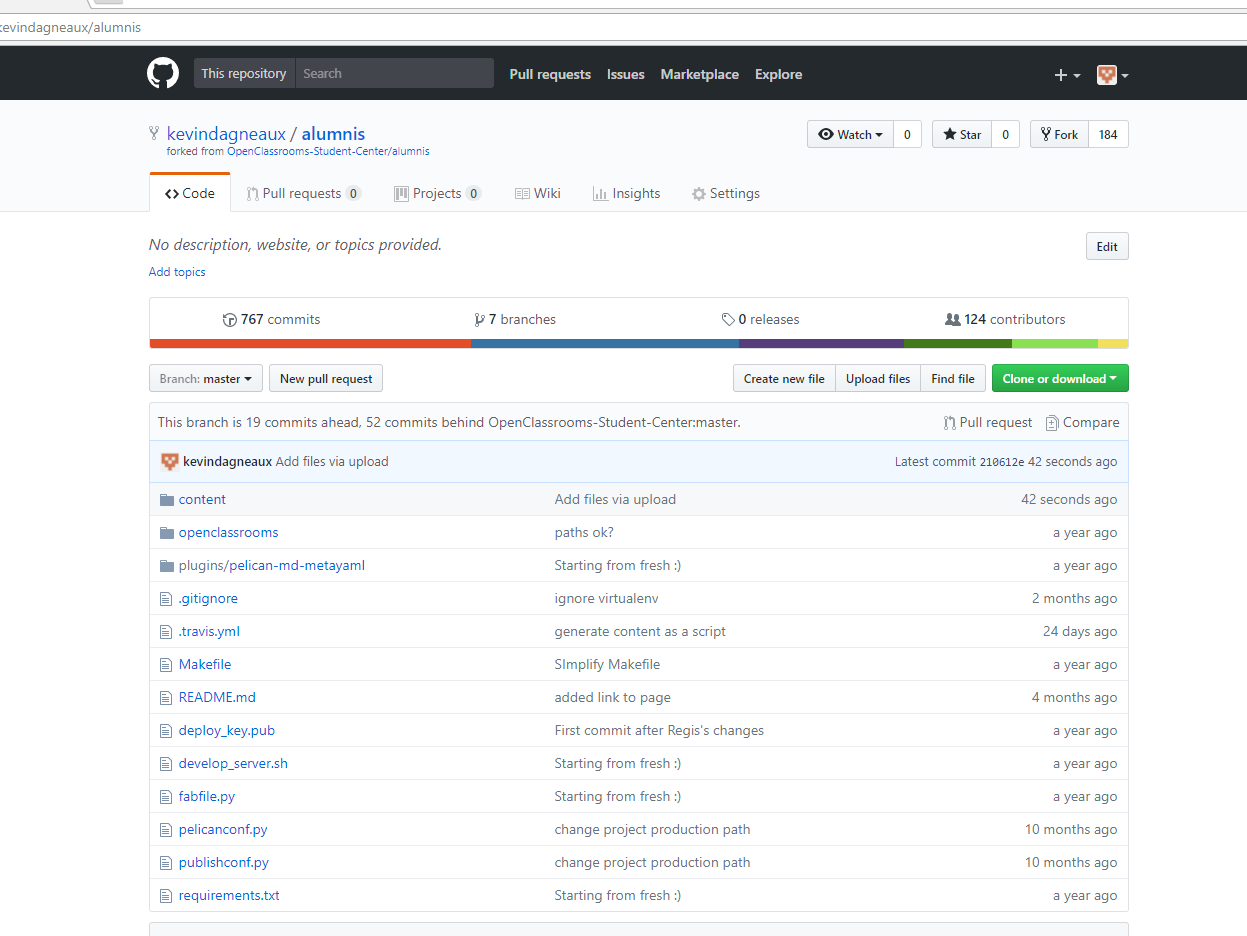 kevindagneaux/alumnis
This repository Search Pull requests Issues Marketplace Explore
kevindagneaux / alumnis
Watch 0 Star 0 Fork 184
forked from OpenClassrooms-Student-Center/alumnis
Code Pull requests 0 Projects 0 Wiki Insights Settings
No description, website, or topics provided. Edit
Add topics
767 commits 7 branches 0 releases 124 contributors
Branch: master New pull request Create new file Upload files Find file Clone or download
This branch is 19 commits ahead, 52 commits behind OpenClassrooms-Student-Center:master. Pull request Compare
kevindagneaux Add files via upload Latest commit 210612e 42 seconds ago
content Add files via upload 42 seconds ago
openclassrooms paths ok? a year ago
plugins/pelican-md-metayaml Starting from fresh :) a year ago
.gitignore ignore virtualenv 2 months ago
.travis.yml generate content as a script 24 days ago
Makefile SImplify Makefile a year ago
README.md added link to page 4 months ago
deploy_key.pub First commit after Regis's changes a year ago
develop_server.sh Starting from fresh :) a year ago
fabfile.py Starting from fresh :) a year ago
pelicanconf.py change project production path 10 months ago
publishconf.py change project production path 10 months ago
requirements.txt Starting from fresh :) a year ago